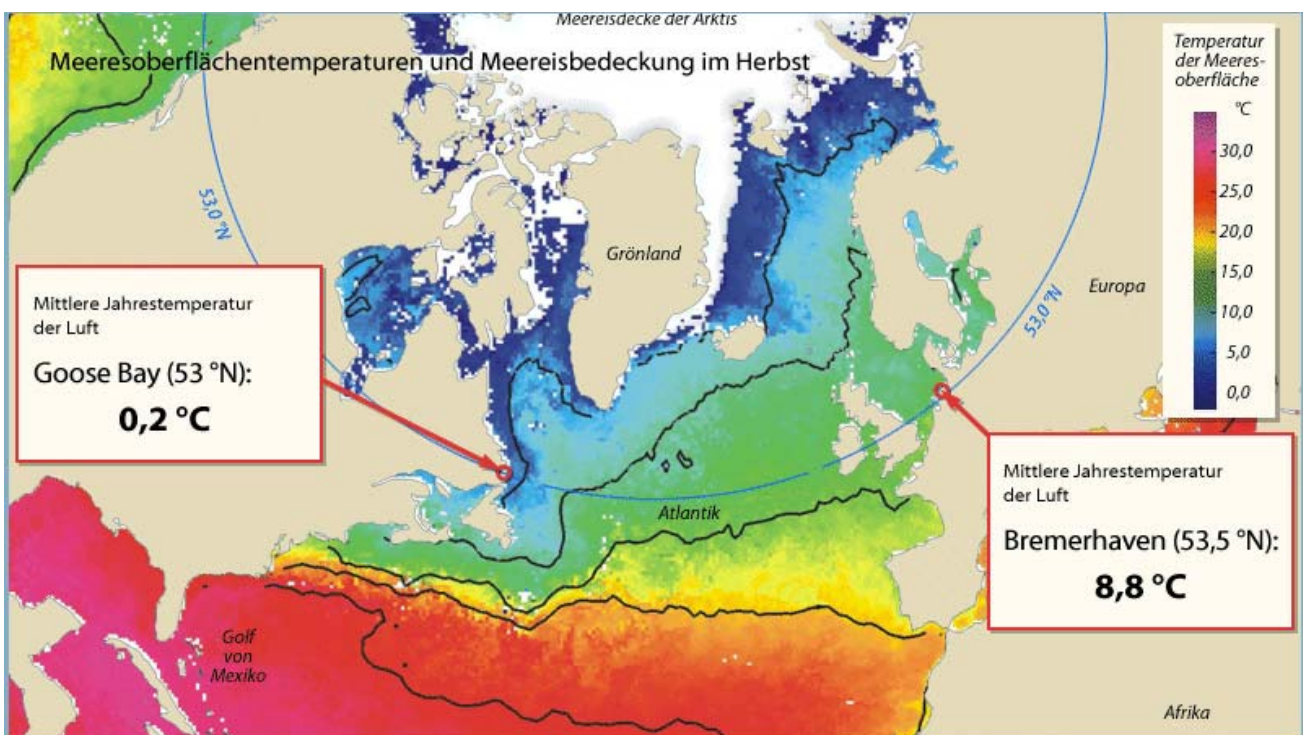 Meereisdecke der Arktis
Meeresoberflächentemperaturen und Meereisbedeckung im Herbst
Temperatur
der Meeres-
oberfläche
°C
30,0
25,0
20,0
15,0
10,0
5,0
0,0
53,0 °N
Grönland
Europa
53,0 °N
Mittlere Jahrestemperatur
der Luft
Goose Bay (53 °N):
0,2 °C
Mittlere Jahrestemperatur
der Luft
Bremerhaven (53,5 °N):
8,8 °C
Atlantik
Golf
von
Mexiko
Afrika